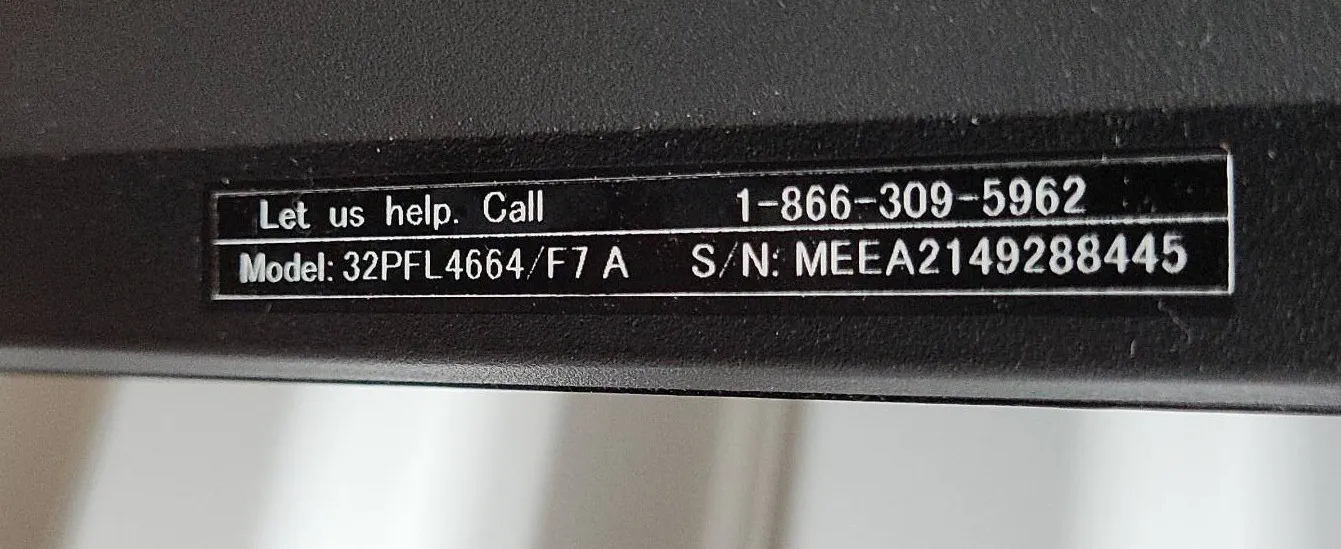 Let us help. Call 1-866-309-5962
Model: 32PFL4664/F7 A S/N: MEEA2149288445